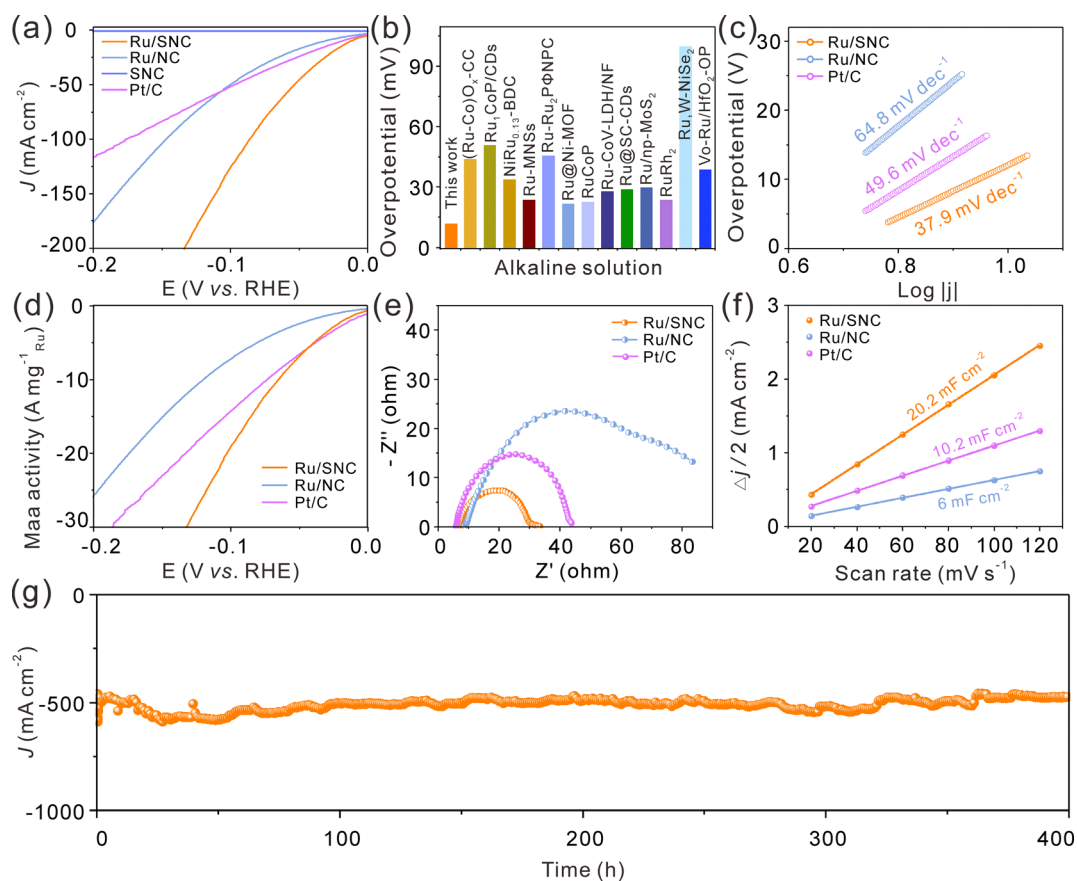 (a)
Ru/SNC
Ru/NC
SNC
Pt/C
J (mA cm⁻²)
0
-50
-100
-150
-200
-0.2
-0.1
0.0
E (V vs. RHE)
(b)
Overpotential (mV)
90
60
30
0
This work
(Ru-Co)Oₓ-CC
Ru₁CoP/CDs
NiRu₀.₁₃-BDC
Ru-MNSs
Ru-Ru₂PΦNPC
Ru@Ni-MOF
RuCoP
Ru-CoV-LDH/NF
Ru@SC-CDs
Ru/np-MoS₂
RuRh₂
Ru,W-NiSe₂
Vo-Ru/HfO₂-OP
Alkaline solution
(c)
Ru/SNC
Ru/NC
Pt/C
Overpotential (V)
30
20
10
0
64.8 mV dec⁻¹
49.6 mV dec⁻¹
37.9 mV dec⁻¹
0.6
0.8
1.0
Log |j|
(d)
Maa activity (A mg⁻¹Ru)
0
-10
-20
-30
Ru/SNC
Ru/NC
Pt/C
-0.2
-0.1
0.0
E (V vs. RHE)
(e)
Ru/SNC
Ru/NC
Pt/C
- Z'' (ohm)
40
30
20
10
0
0
20
40
60
80
Z' (ohm)
(f)
Ru/SNC
Ru/NC
Pt/C
△j / 2 (mA cm⁻²)
3
2
1
0
20.2 mF cm⁻²
10.2 mF cm⁻²
6 mF cm⁻²
20
40
60
80
100
120
Scan rate (mV s⁻¹)
(g)
J (mA cm⁻²)
0
-500
-1000
0
100
200
300
400
Time (h)